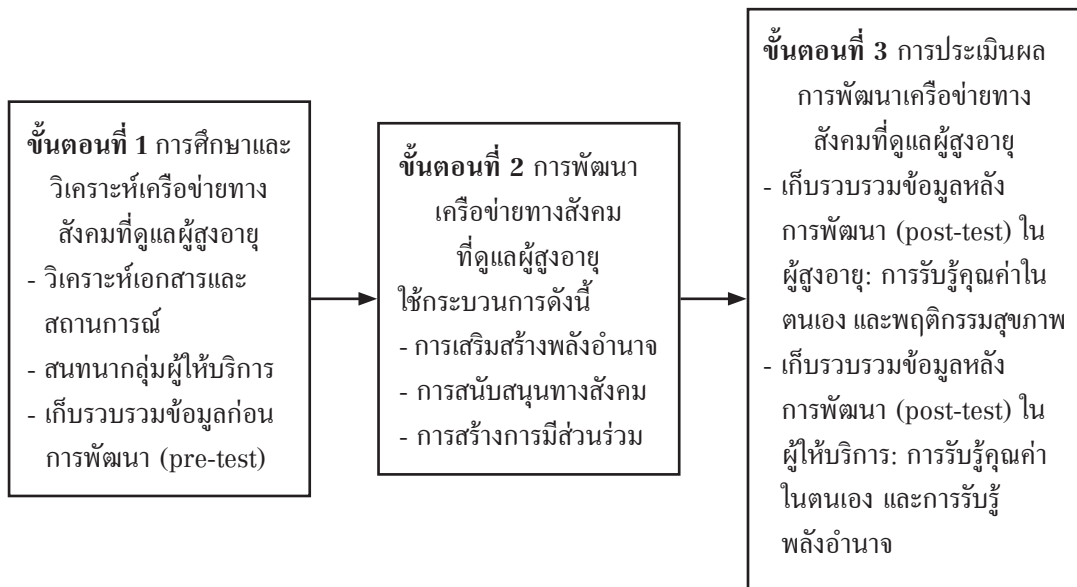 ขั้นตอนที่ 1 การศึกษาและ
วิเคราะห์เครือข่ายทาง
สังคมที่ดูแลผู้สูงอายุ
- วิเคราะห์เอกสารและ
สถานการณ์
- สนทนากลุ่มผู้ให้บริการ
- เก็บรวบรวมข้อมูลก่อน
การพัฒนา (pre-test)
ขั้นตอนที่ 2 การพัฒนา
เครือข่ายทางสังคม
ที่ดูแลผู้สูงอายุ
ใช้กระบวนการดังนี้
- การเสริมสร้างพลังอำนาจ
- การสนับสนุนทางสังคม
- การสร้างการมีส่วนร่วม
ขั้นตอนที่ 3 การประเมินผล
การพัฒนาเครือข่ายทาง
สังคมที่ดูแลผู้สูงอายุ
- เก็บรวบรวมข้อมูลหลัง
การพัฒนา (post-test) ใน
ผู้สูงอายุ: การรับรู้คุณค่าใน
ตนเอง และพฤติกรรมสุขภาพ
- เก็บรวบรวมข้อมูลหลัง
การพัฒนา (post-test) ใน
ผู้ให้บริการ: การรับรู้คุณค่า
ในตนเอง และการรับรู้
พลังอำนาจ